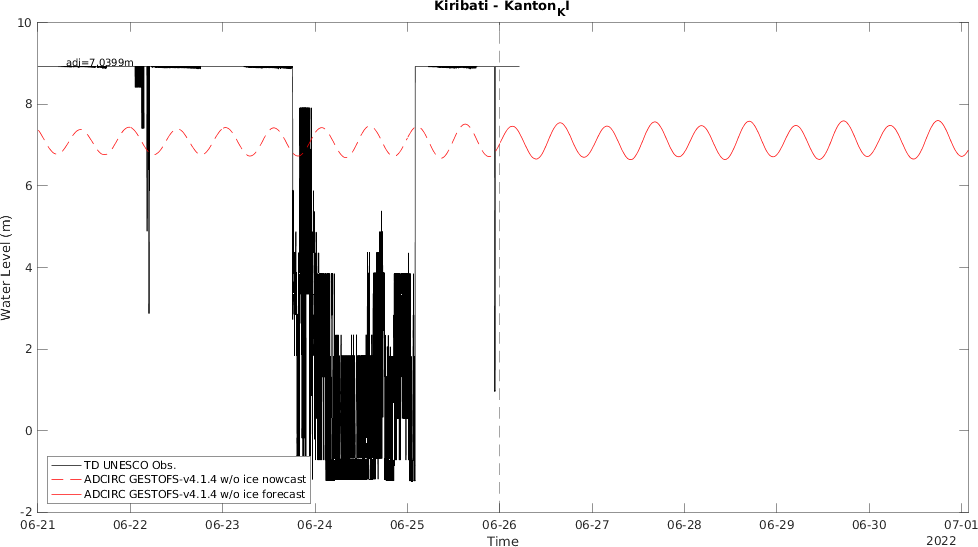 Kiribati - Kanton_KI
10
8
6
4
2
0
-2
Water Level (m)
adj=7.0399m
TD UNESCO Obs.
ADCIRC GESTOFS-v4.1.4 w/o ice nowcast
ADCIRC GESTOFS-v4.1.4 w/o ice forecast
06-21 06-22 06-23 06-24 06-25 06-26 06-27 06-28 06-29 06-30 07-01
Time
2022